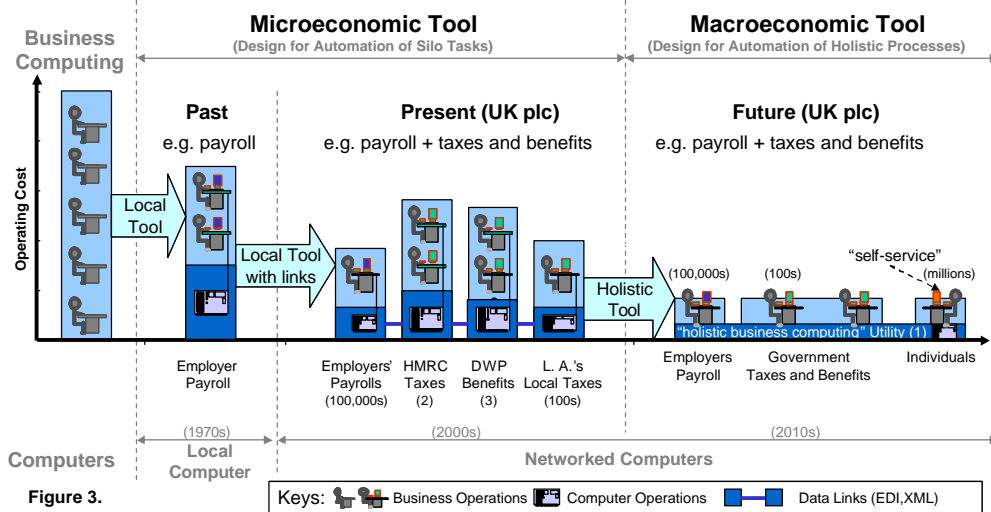 Microeconomic Tool
(Design for Automation of Silo Tasks)
Macroeconomic Tool
(Design for Automation of Holistic Processes)
Business
Computing
Operating Cost
Past
e.g. payroll
Present (UK plc)
e.g. payroll + taxes and benefits
Future (UK plc)
e.g. payroll + taxes and benefits
Local
Tool
Local Tool
with links
Holistic
Tool
“self-service”
(100,000s)
(100s)
(millions)
“holistic business computing” Utility (1)
Employer
Payroll
Employers’
Payrolls
(100,000s)
HMRC
Taxes
(2)
DWP
Benefits
(3)
L. A.'s
Local Taxes
(100s)
Employers
Payroll
Government
Taxes and Benefits
Individuals
(1970s)
(2000s)
(2010s)
Computers
Local
Computer
Networked Computers
Figure 3.
Keys:
Business Operations
Computer Operations
Data Links (EDI,XML)